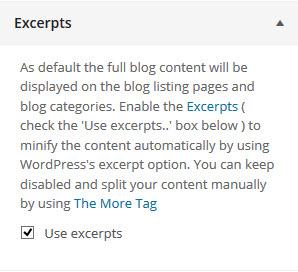 Excerpts
As default the full blog content will be
displayed on the blog listing pages and
blog categories. Enable the Excerpts (
check the 'Use excerpts..' box below ) to
minify the content automatically by using
WordPress's excerpt option. You can keep
disabled and split your content manually
by using The More Tag
Use excerpts